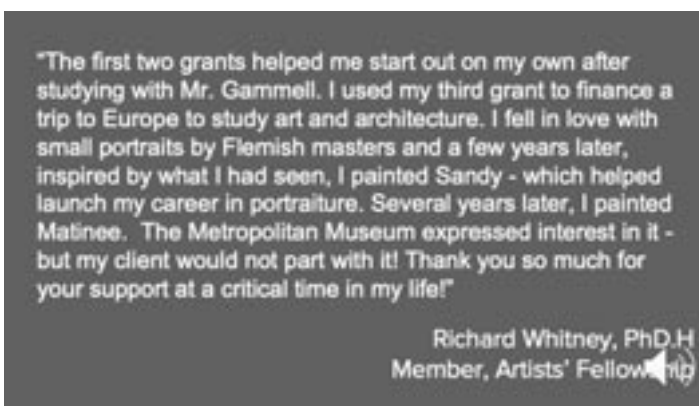 "The first two grants helped me start out on my own after
studying with Mr. Gammell. I used my third grant to finance a
trip to Europe to study art and architecture. I fell in love with
small portraits by Flemish masters and a few years later,
inspired by what I had seen, I painted Sandy - which helped
launch my career in portraiture. Several years later, I painted
Matinee.  The Metropolitan Museum expressed interest in it -
but my client would not part with it! Thank you so much for
your support at a critical time in my life!"
Richard Whitney, PhD.H
Member, Artists' Fellowship